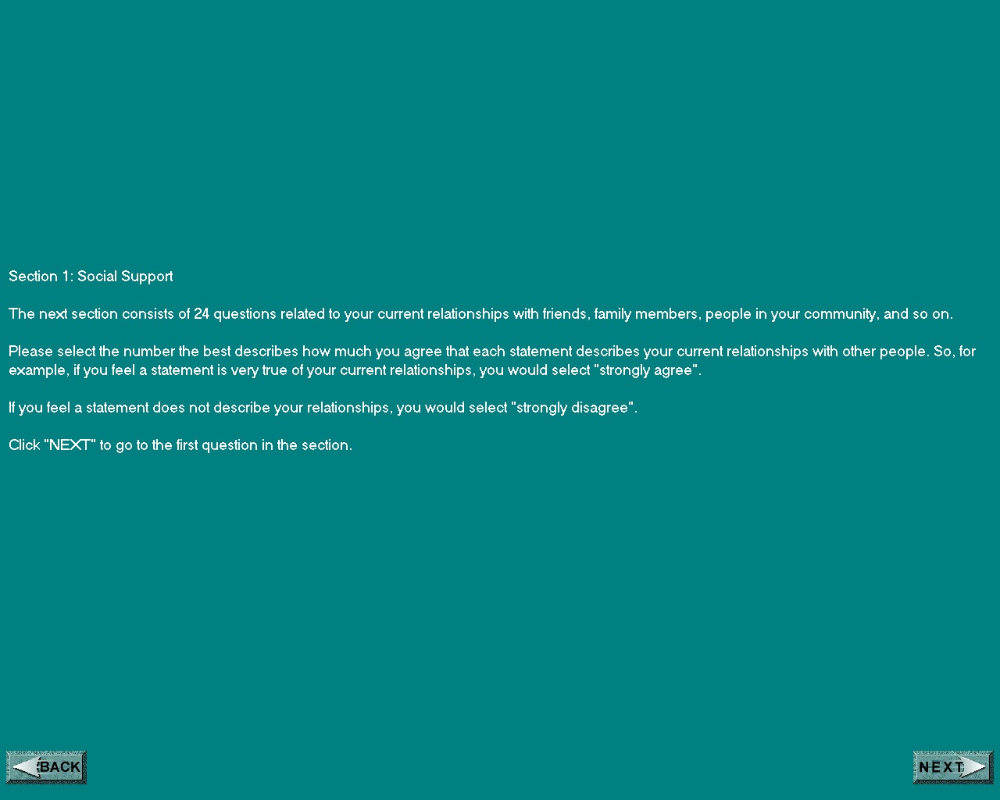 Section 1: Social Support
The next section consists of 24 questions related to your current relationships with friends, family members, people in your community, and so on.
Please select the number the best describes how much you agree that each statement describes your current relationships with other people. So, for
example, if you feel a statement is very true of your current relationships, you would select "strongly agree".
If you feel a statement does not describe your relationships, you would select "strongly disagree".
Click "NEXT" to go to the first question in the section.
BACK
NEXT